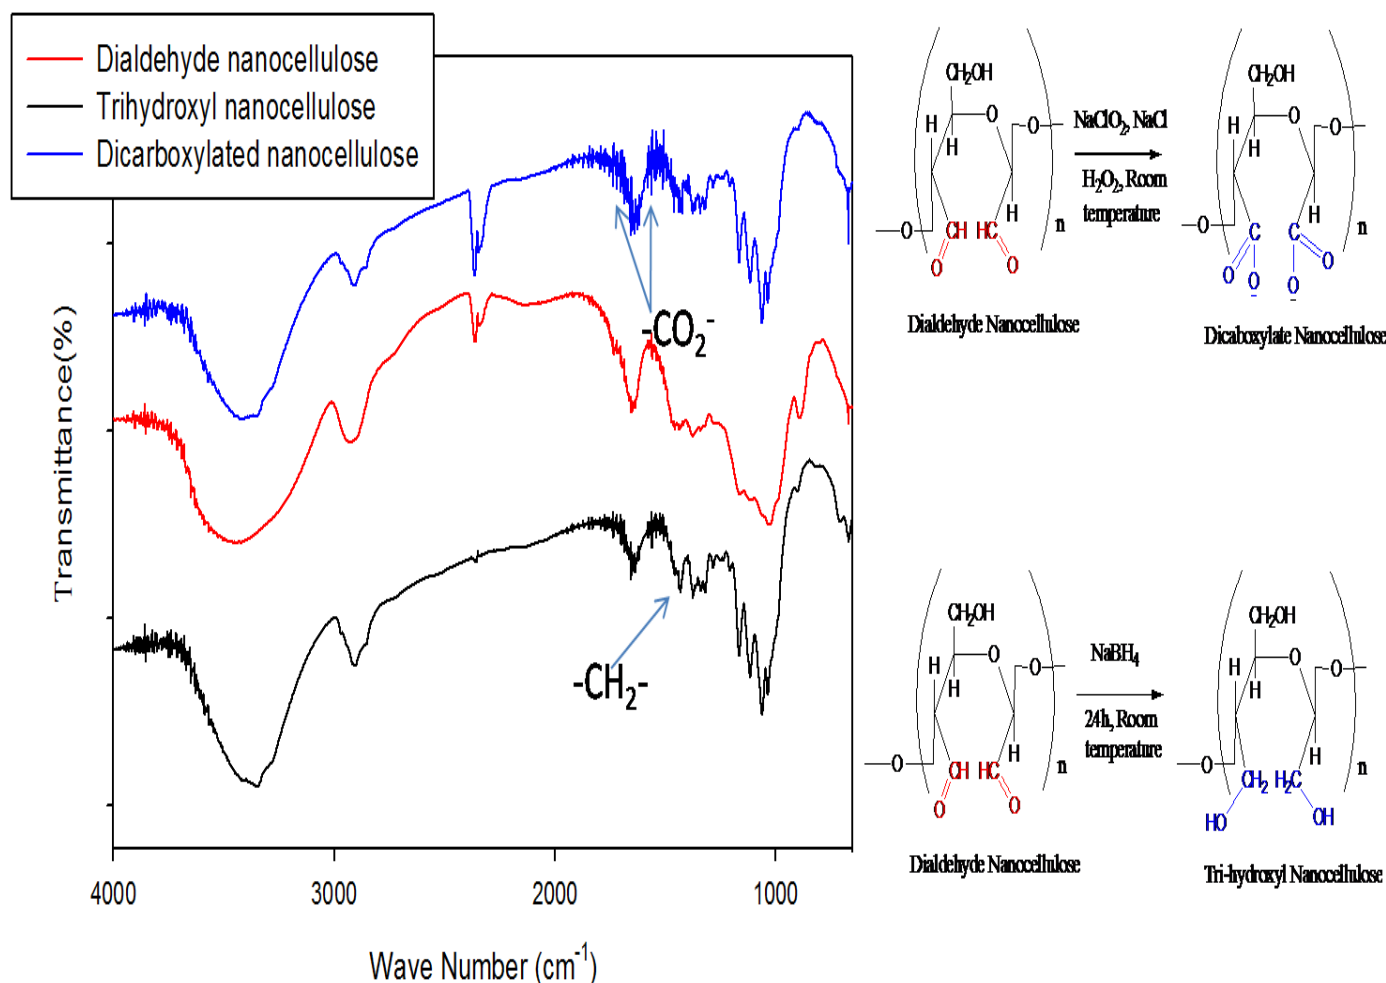 Dialdehyde nanocellulose
Trihydroxyl nanocellulose
Dicarboxylated nanocellulose
Transmittance(%)
-CO2-
-CH2-
4000
3000
2000
1000
Wave Number (cm-1)
CH2OH
O
H
H
O
H
O
CH HC
O O
n
Dialdehyde Nanocellulose
NaClO2, NaCl
H2O2, Room
temperature
CH2OH
O
H
H
O
H
O
C C
O O O O
- -
n
Dicaboxylate Nanocellulose
CH2OH
O
H
H
O
H
O
CH HC
O O
n
Dialdehyde Nanocellulose
NaBH4
24h, Room
temperature
CH2OH
O
H
H
O
H
O
CH2 H2C
HO OH
n
Tri-hydroxyl Nanocellulose